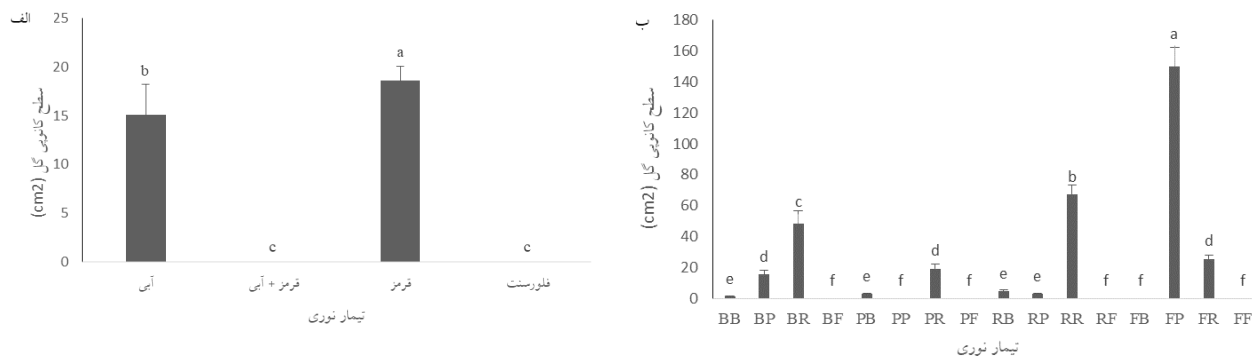 الف
سطح کانوپی گل (cm2)
25
20
15
10
5
0
b
c
a
c
آبی
قرمز + آبی
قرمز
فلورسنت
تیمار نوری
ب
سطح کانوپی گل (cm2)
180
160
140
120
100
80
60
40
20
0
e d c f e f d f e e b f f a d f
BB BP BR BF PB PP PR PF RB RP RR RF FB FP FR FF
تیمار نوری